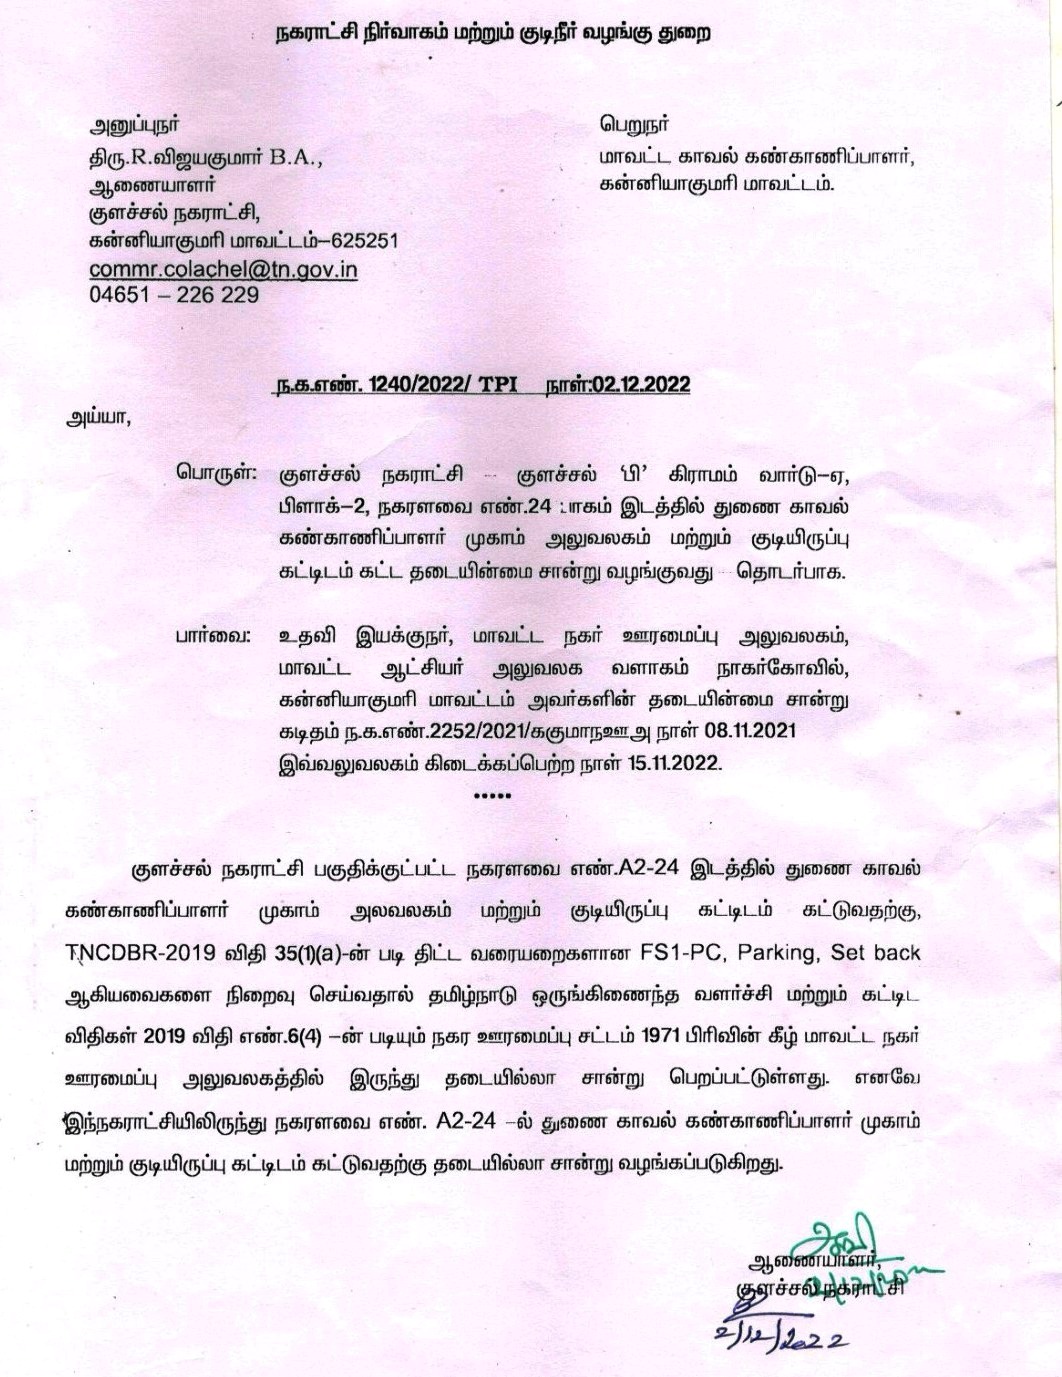 நகராட்சி நிர்வாகம் மற்றும் குடிநீர் வழங்கு துறை
அனுப்புநர்
திரு.R.விஜயகுமார் B.A.,
ஆணையாளர்
குளச்சல் நகராட்சி,
கன்னியாகுமரி மாவட்டம்–625251
commr.colachel@tn.gov.in
04651 – 226 229
பெறுநர்
மாவட்ட காவல் கண்காணிப்பாளர்,
கன்னியாகுமரி மாவட்டம்.
ந.க.எண். 1240/2022/ TPI நாள்:02.12.2022
அய்யா,
பொருள்: குளச்சல் நகராட்சி – குளச்சல் 'பி' கிராமம் வார்டு–ஏ,
பிளாக்–2, நகரளவை எண்.24 பாகம் இடத்தில் துணை காவல்
கண்காணிப்பாளர் முகாம் அலுவலகம் மற்றும் குடியிருப்பு
கட்டிடம் கட்ட தடையின்மை சான்று வழங்குவது தொடர்பாக.
பார்வை: உதவி இயக்குநர், மாவட்ட நகர் ஊரமைப்பு அலுவலகம்,
மாவட்ட ஆட்சியர் அலுவலக வளாகம் நாகர்கோவில்,
கன்னியாகுமரி மாவட்டம் அவர்களின் தடையின்மை சான்று
கடிதம் ந.க.எண்.2252/2021/ககுமாநஊஅ நாள் 08.11.2021
இவ்வலுவலகம் கிடைக்கப்பெற்ற நாள் 15.11.2022.
•••••
குளச்சல் நகராட்சி பகுதிக்குட்பட்ட நகரளவை எண்.A2-24 இடத்தில் துணை காவல்
கண்காணிப்பாளர் முகாம் அலவலகம் மற்றும் குடியிருப்பு கட்டிடம் கட்டுவதற்கு,
TNCDBR-2019 விதி 35(1)(a)-ன் படி திட்ட வரையறைகளான FS1-PC, Parking, Set back
ஆகியவைகளை நிறைவு செய்வதால் தமிழ்நாடு ஒருங்கிணைந்த வளர்ச்சி மற்றும் கட்டிட
விதிகள் 2019 விதி எண்.6(4) –ன் படியும் நகர ஊரமைப்பு சட்டம் 1971 பிரிவின் கீழ் மாவட்ட நகர்
ஊரமைப்பு அலுவலகத்தில் இருந்து தடையில்லா சான்று பெறப்பட்டுள்ளது. எனவே
இந்நகராட்சியிலிருந்து நகரளவை எண். A2-24 –ல் துணை காவல் கண்காணிப்பாளர் முகாம்
மற்றும் குடியிருப்பு கட்டிடம் கட்டுவதற்கு தடையில்லா சான்று வழங்கப்படுகிறது.
ஆணையாளர்,
குளச்சல் நகராட்சி
2/12/2022